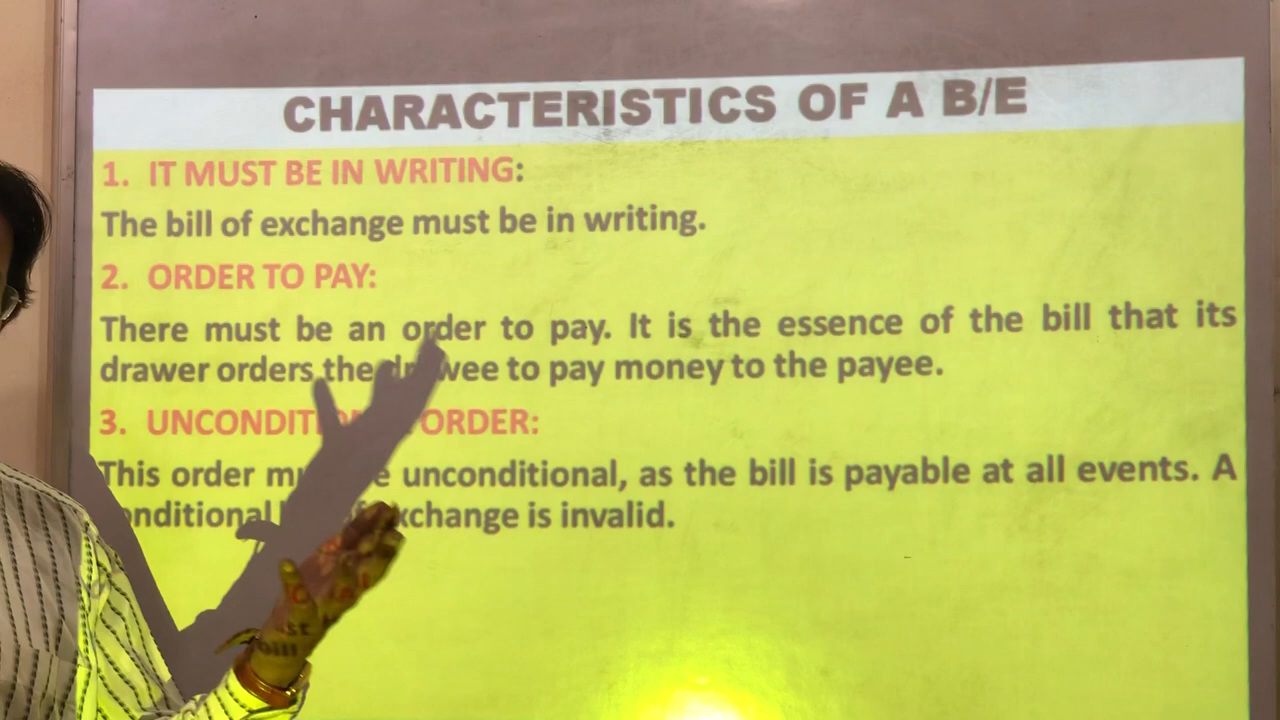 CHARACTERISTICS OF A B/E
1. IT MUST BE IN WRITING:
The bill of exchange must be in writing.
2. ORDER TO PAY:
There must be an order to pay. It is the essence of the bill that its
drawer orders the drawee to pay money to the payee.
3. ORDER:
This order unconditional, as the bill is payable at all events. A
exchange is invalid.